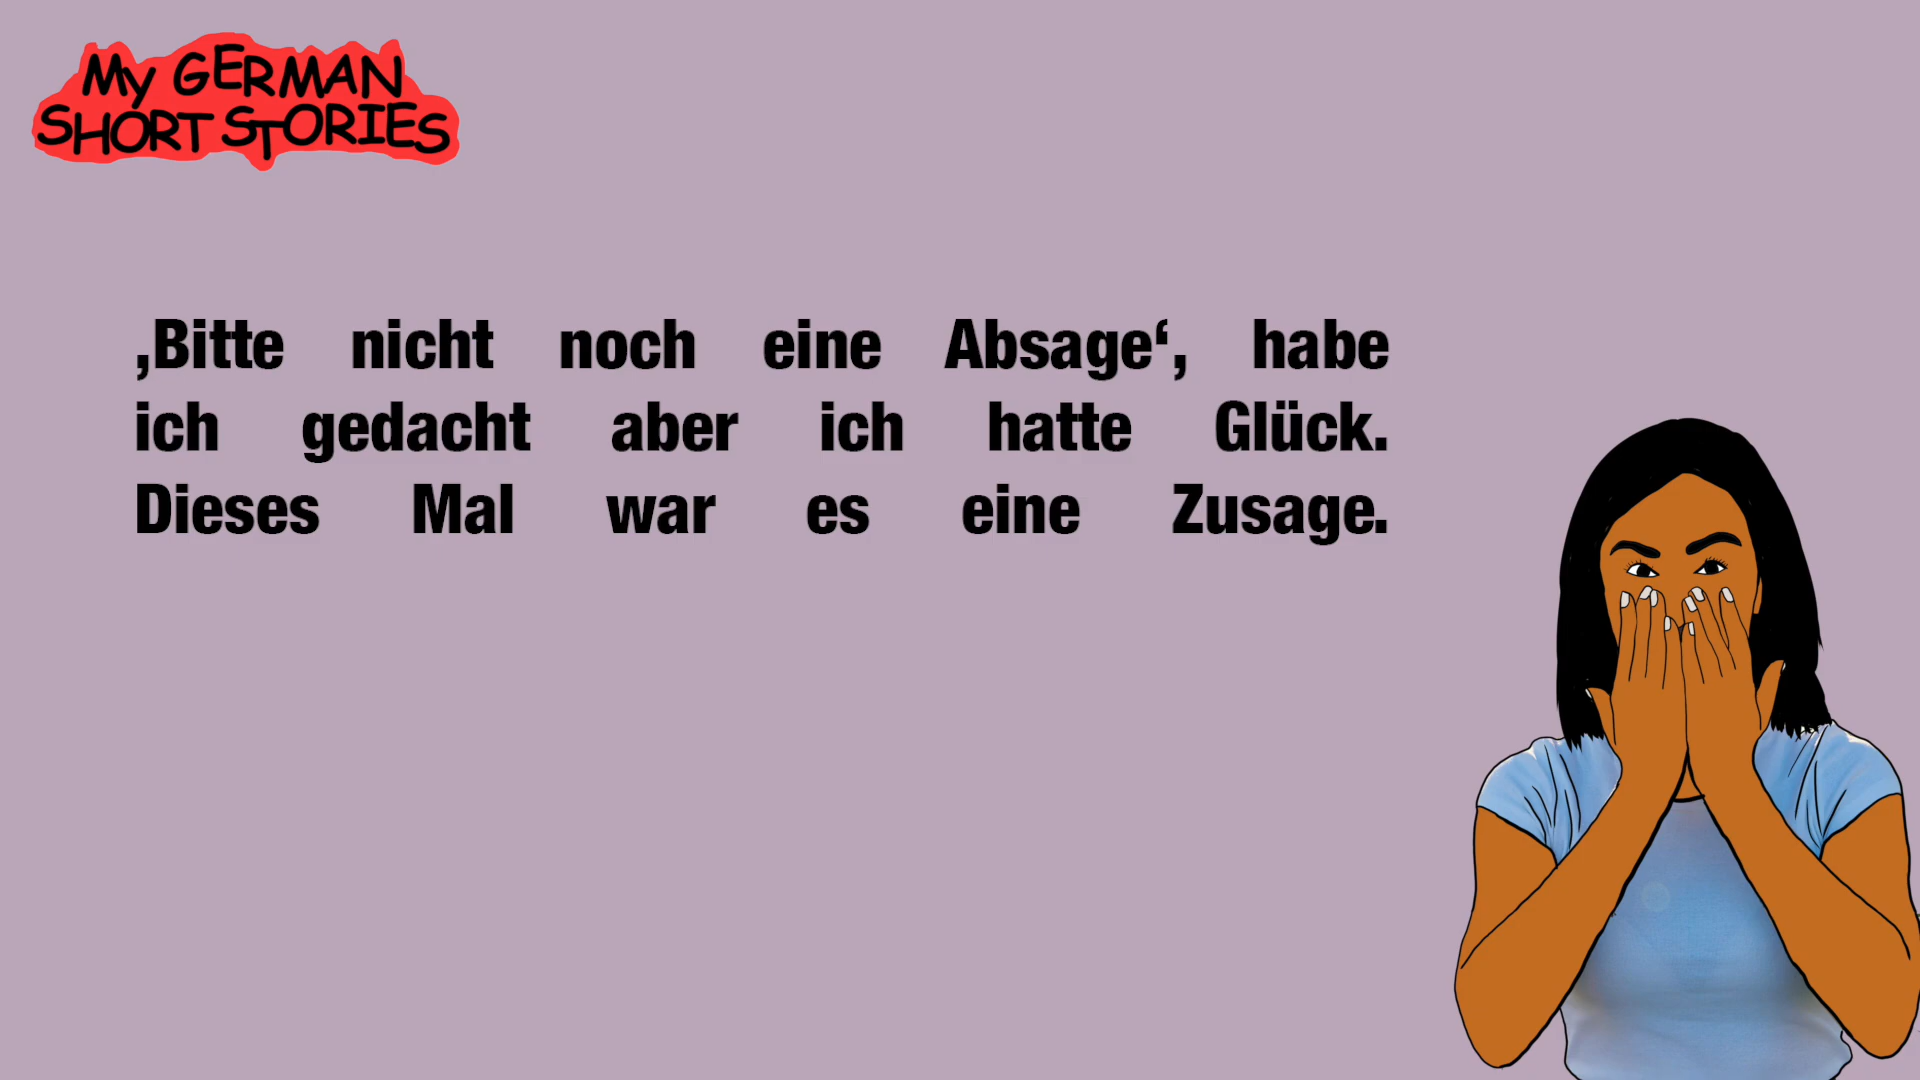 My GERMAN
SHORT STORIES
‚Bitte nicht noch eine Absage‘, habe
ich gedacht aber ich hatte Glück.
Dieses Mal war es eine Zusage.